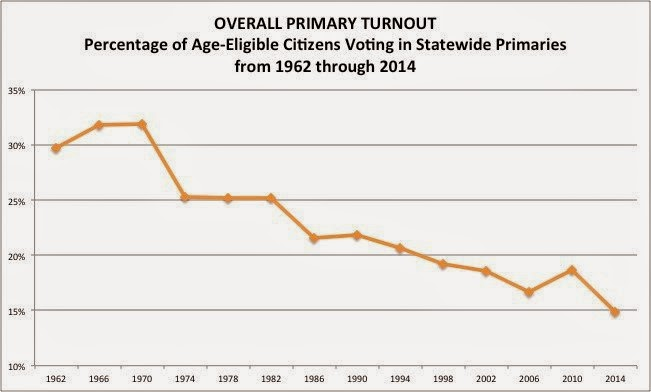 OVERALL PRIMARY TURNOUT
Percentage of Age-Eligible Citizens Voting in Statewide Primaries
from 1962 through 2014
35%
30%
25%
20%
15%
10%
1962 1966 1970 1974 1978 1982 1986 1990 1994 1998 2002 2006 2010 2014